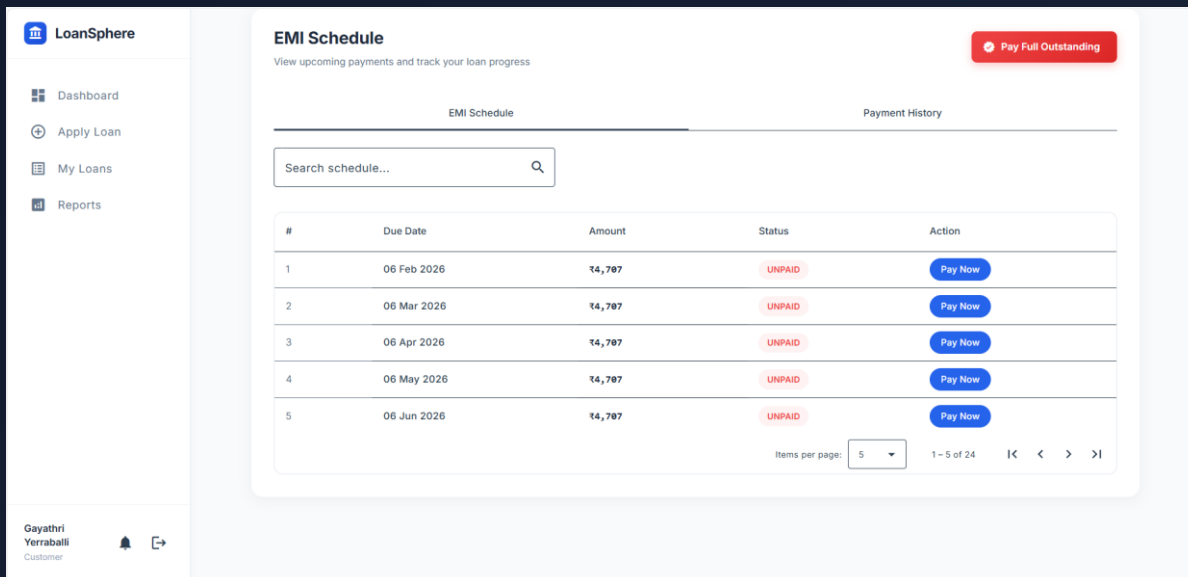 LoanSphere
Dashboard
Apply Loan
My Loans
Reports
Gayathri
Yerraballi
Customer
EMI Schedule
View upcoming payments and track your loan progress
Pay Full Outstanding
EMI Schedule Payment History
Search schedule...
# Due Date Amount Status Action
1 06 Feb 2026 ₹4,707 UNPAID Pay Now
2 06 Mar 2026 ₹4,707 UNPAID Pay Now
3 06 Apr 2026 ₹4,707 UNPAID Pay Now
4 06 May 2026 ₹4,707 UNPAID Pay Now
5 06 Jun 2026 ₹4,707 UNPAID Pay Now
Items per page: 5 1 – 5 of 24